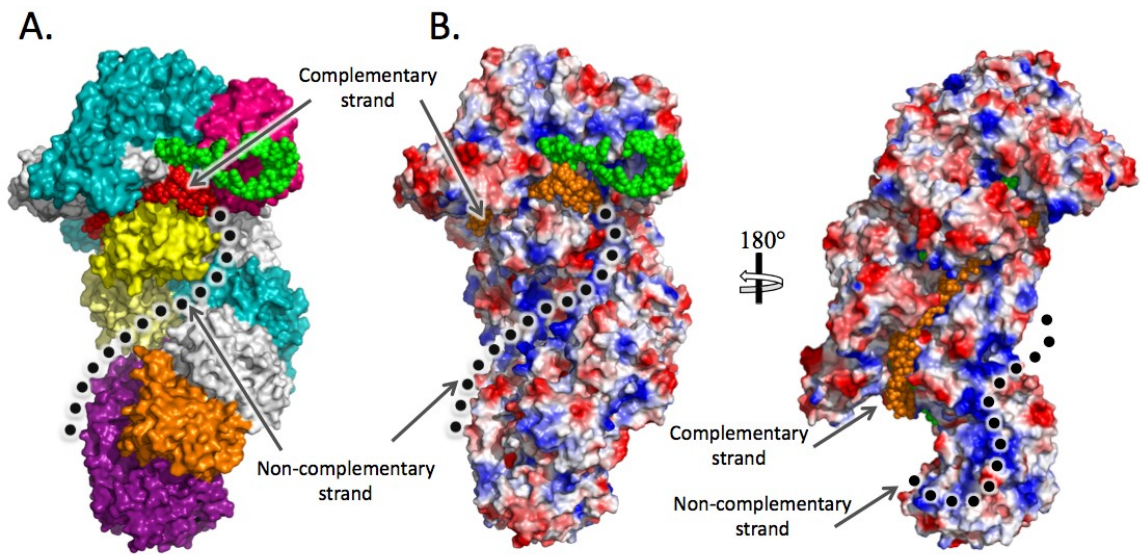 A.
B.
Complementary
strand
180°
Complementary
strand
Non-complementary
strand
Non-complementary
strand